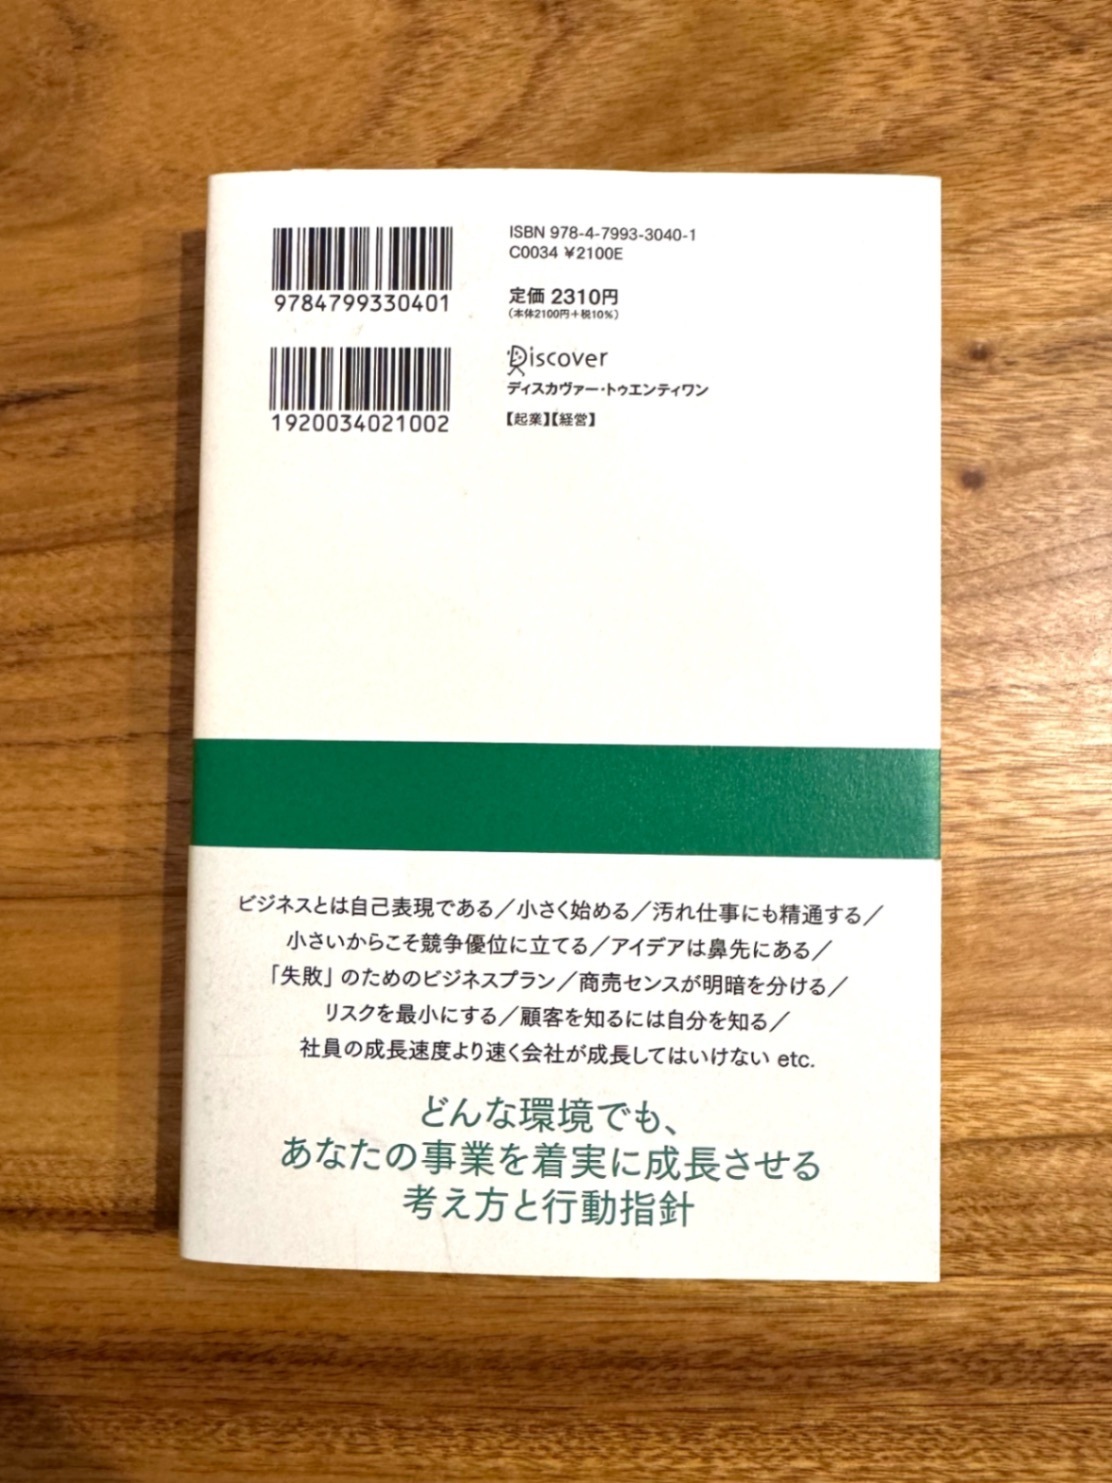 9784799330401
ISBN 978-4-7993-3040-1
C0034 ¥2100E
定価 2310円
(本体2100円+税10%)
1920034021002
Discover
ディスカヴァー・トゥエンティワン
【起業】【経営】
ビジネスとは自己表現である／小さく始める／汚れ仕事にも精通する／
小さいからこそ競争優位に立てる／アイデアは鼻先にある／
「失敗」のためのビジネスプラン／商売センスが明暗を分ける／
リスクを最小にする／顧客を知るには自分を知る／
社員の成長速度より速く会社が成長してはいけない etc.
どんな環境でも、
あなたの事業を着実に成長させる
考え方と行動指針